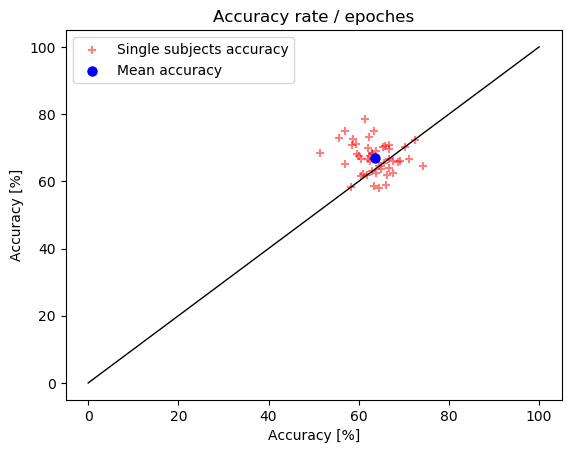 Accuracy rate / epoches
Single subjects accuracy
Mean accuracy
Accuracy [%]
100
80
60
40
20
0
0 20 40 60 80 100
Accuracy [%]